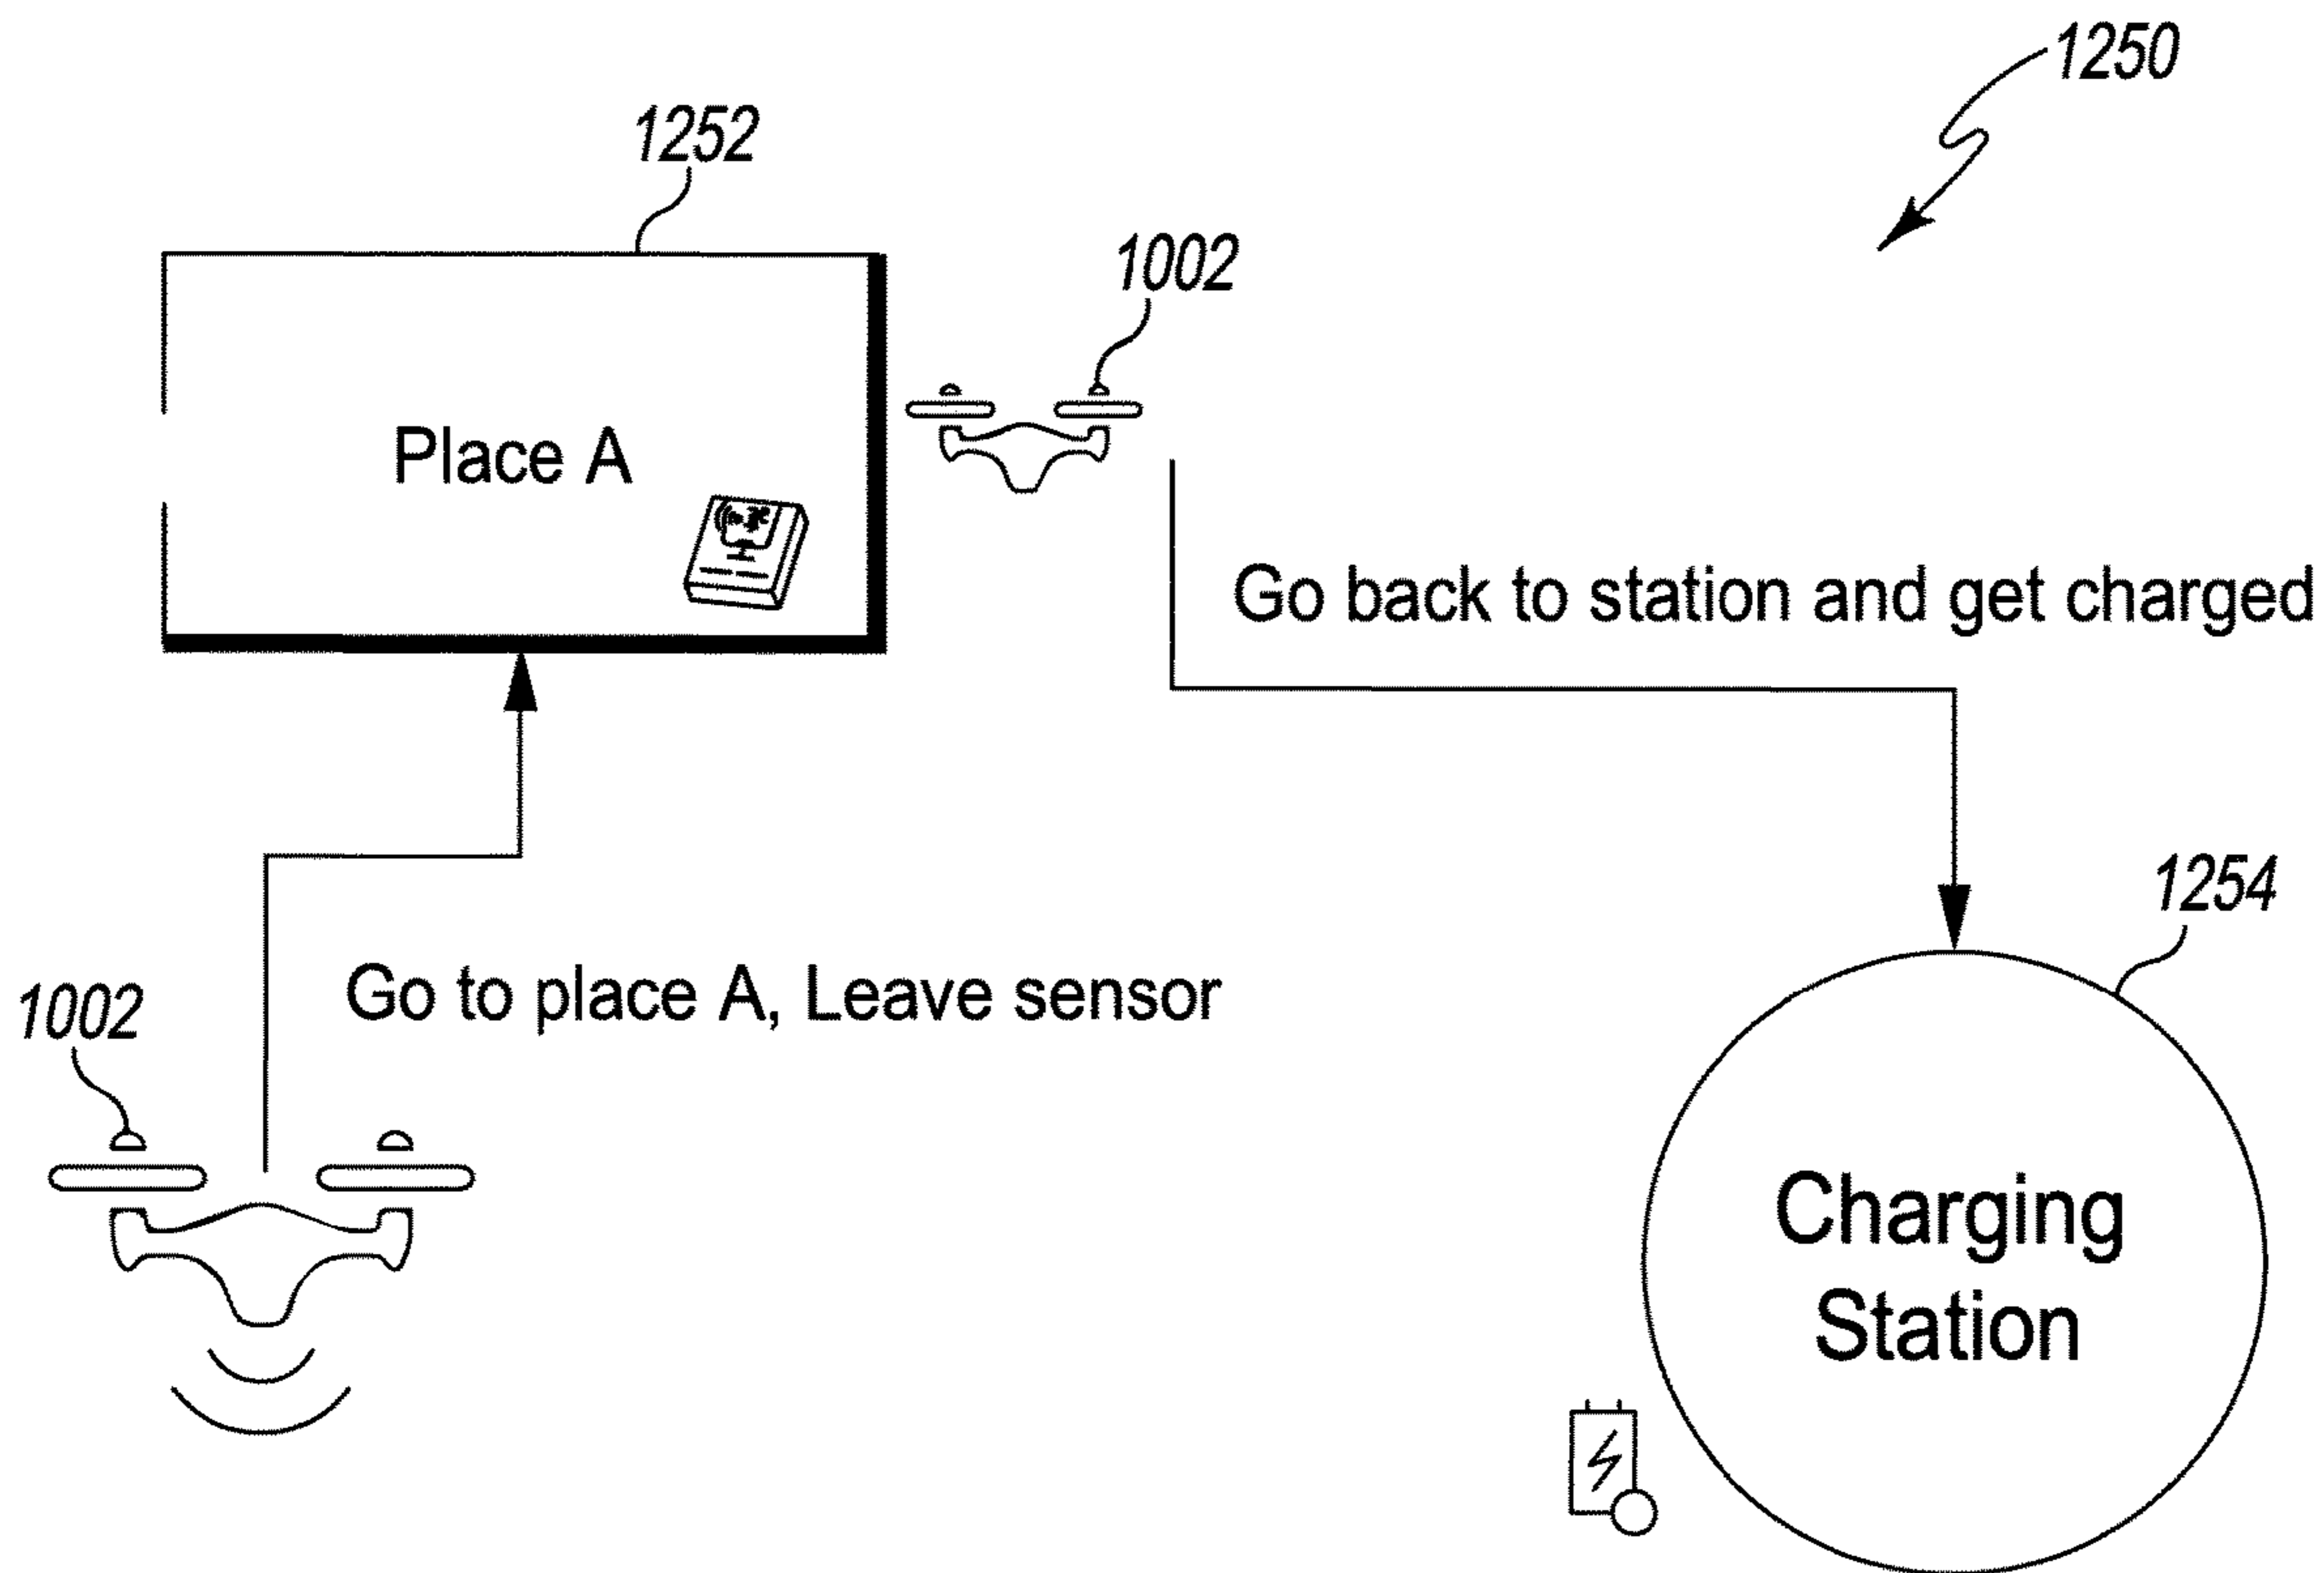 1250
1252
1002
Place A
Go back to station and get charged
1254
Go to place A, Leave sensor
1002
Charging
Station